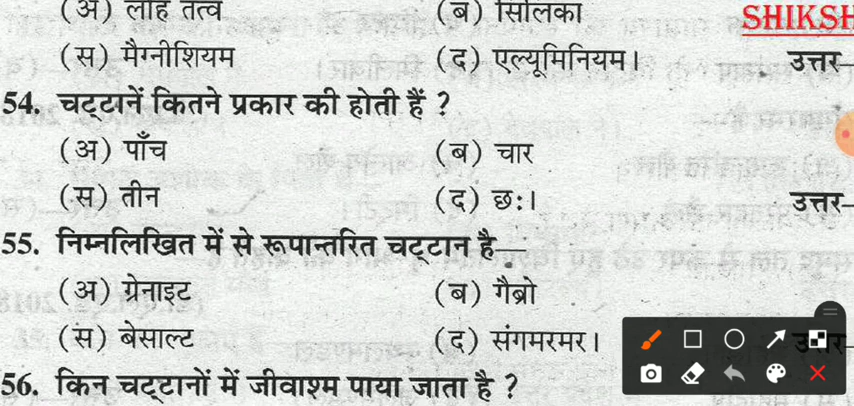 (अ) लौह तत्व (ब) सिलिका SHIKSH
(स) मैग्नीशियम (द) एल्यूमिनियम। उत्तर–
54. चट्टानें कितने प्रकार की होती हैं ?
(अ) पाँच (ब) चार
(स) तीन (द) छः। उत्तर–
55. निम्नलिखित में से रूपान्तरित चट्टान है—
(अ) ग्रेनाइट (ब) गैब्रो
(स) बेसाल्ट (द) संगमरमर। उत्तर–
56. किन चट्टानों में जीवाश्म पाया जाता है ?